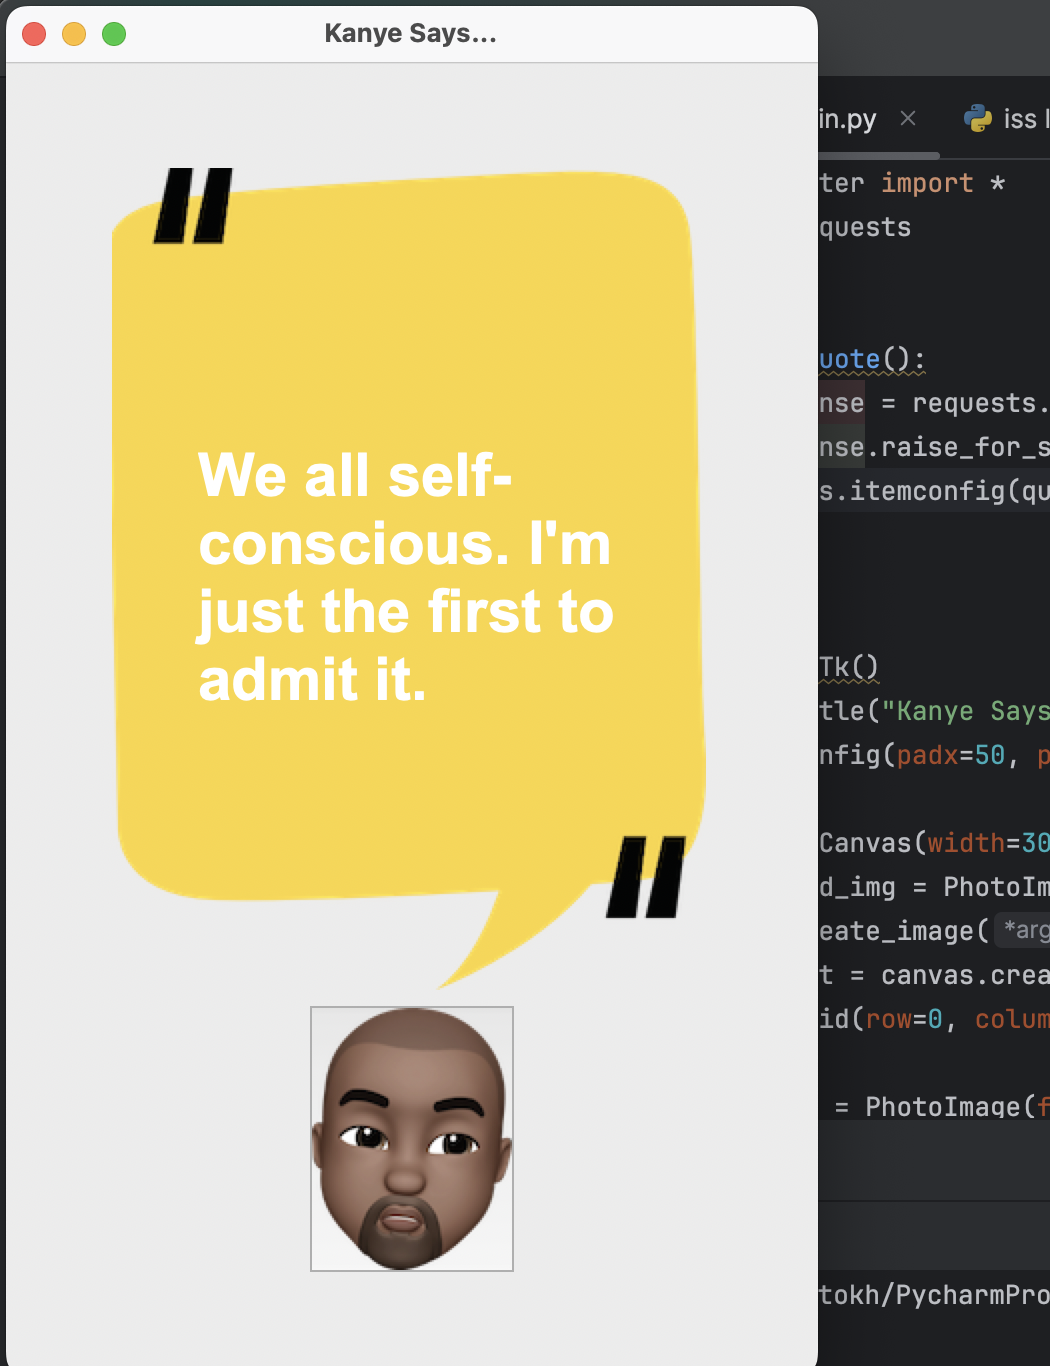 Kanye Says...
"
We all self-
conscious. I'm
just the first to
admit it.
"
in.py × iss
ter import *
quests
uote():
nse = requests.
nse.raise_for_s
s.itemconfig(qu
Tk()
tle("Kanye Says
nfig(padx=50, p
Canvas(width=30
d_img = PhotoIm
eate_image( *arg
t = canvas.crea
id(row=0, colum
= PhotoImage(f
tokh/PycharmPro